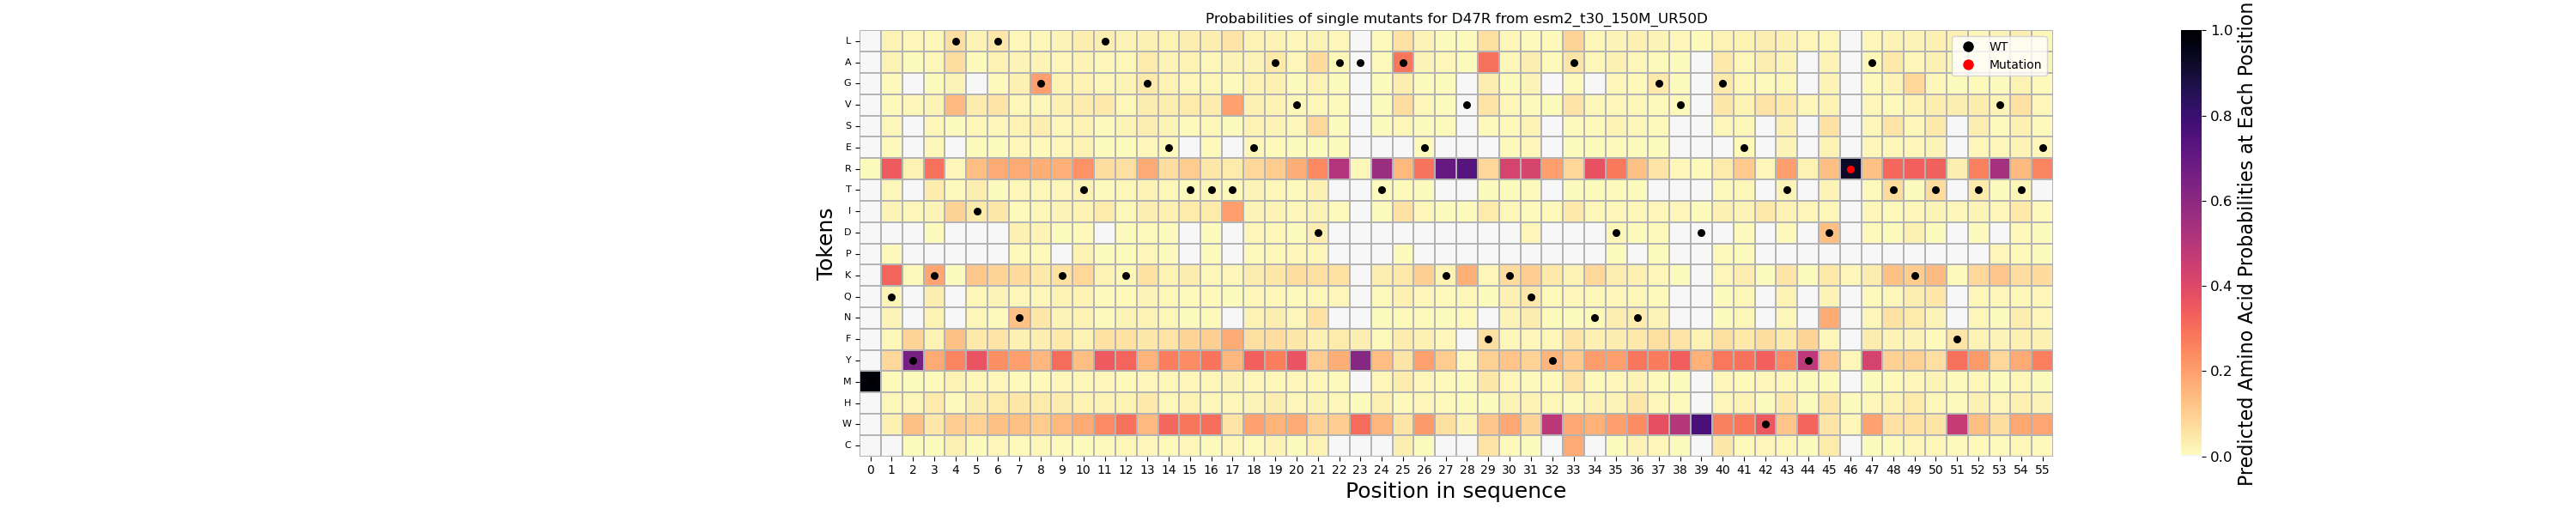 Probabilities of single mutants for D47R from esm2_t30_150M_UR50D
WT
Mutation
Tokens
L
A
G
V
S
E
R
T
I
D
P
K
Q
N
F
Y
M
H
W
C
0 1 2 3 4 5 6 7 8 9 10 11 12 13 14 15 16 17 18 19 20 21 22 23 24 25 26 27 28 29 30 31 32 33 34 35 36 37 38 39 40 41 42 43 44 45 46 47 48 49 50 51 52 53 54 55
Position in sequence
1.0
0.8
0.6
0.4
0.2
0.0
Predicted Amino Acid Probabilities at Each Position